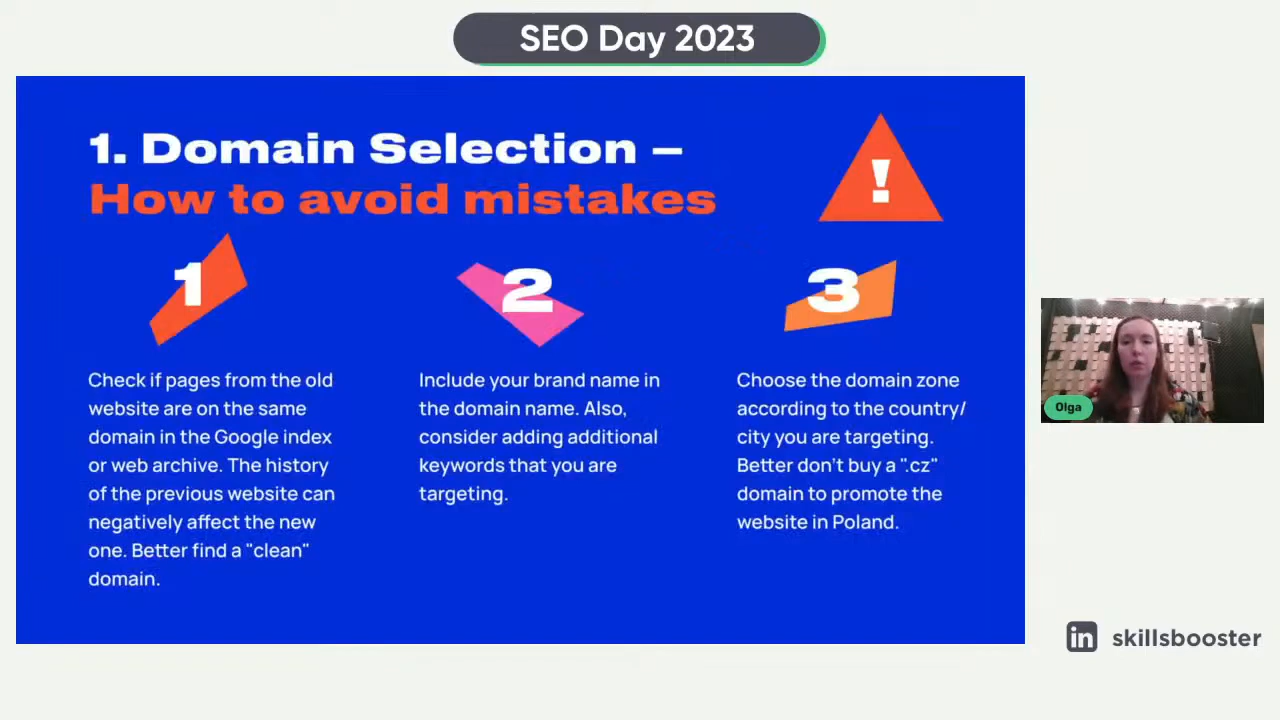 SEO Day 2023
1. Domain Selection –
How to avoid mistakes
!
1
Check if pages from the old
website are on the same
domain in the Google index
or web archive. The history
of the previous website can
negatively affect the new
one. Better find a "clean"
domain.
2
Include your brand name in
the domain name. Also,
consider adding additional
keywords that you are
targeting.
3
Choose the domain zone
according to the country/
city you are targeting.
Better don't buy a ".cz"
domain to promote the
website in Poland.
Olga
in skillsbooster